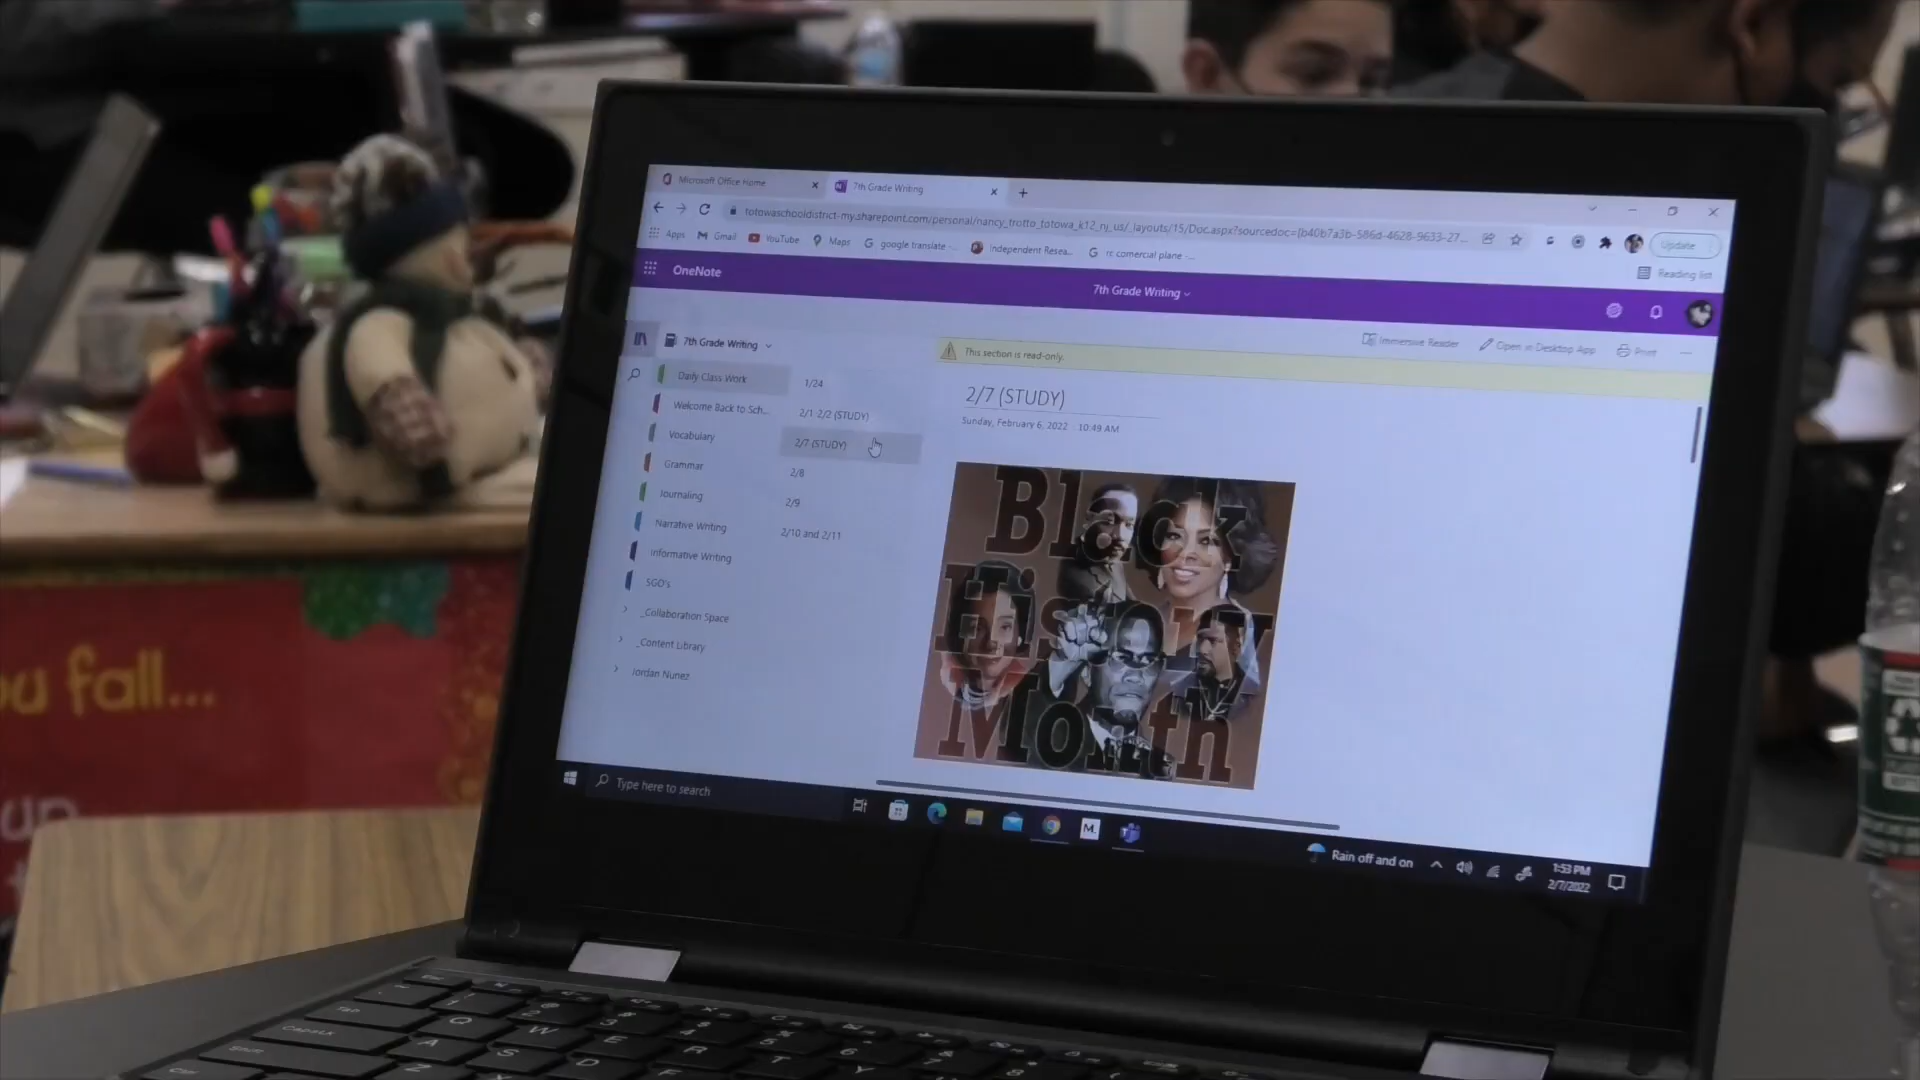 Microsoft Office Home
7th Grade Writing
totowaschooldistrict-my.sharepoint.com/personal/nancy_trotto_totowa_k12_nj_us/_layouts/15/Doc.aspx?sourcedoc={b40b7a3b-586d-4628-9633-27...
Apps Gmail YouTube Maps google translate -... Independent Resea... rc comercial plane -...
Update
Reading list
OneNote
7th Grade Writing
Immersive Reader Open in Desktop App Print
7th Grade Writing
This section is read-only.
Daily Class Work
Welcome Back to Sch...
Vocabulary
Grammar
Journaling
Narrative Writing
Informative Writing
SGO's
_Collaboration Space
_Content Library
Jordan Nunez
1/24
2/1-2/2 (STUDY)
2/7 (STUDY)
2/8
2/9
2/10 and 2/11
2/7 (STUDY)
Sunday, February 6, 2022 10:49 AM
Black
History
Month
Type here to search
M.
Rain off and on
1:53 PM
2/7/2022
ou fall...
up
Tab
Q W E R T Y
A S D F
Z